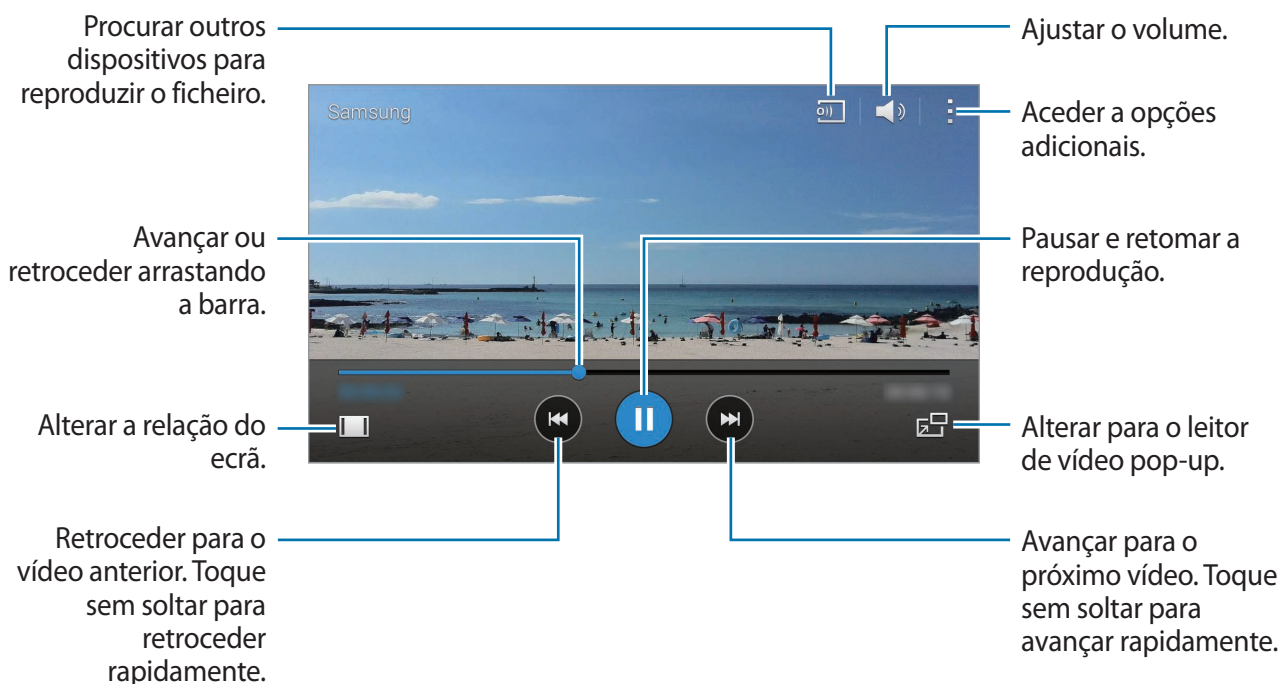 Procurar outros
dispositivos para
reproduzir o ficheiro.
Ajustar o volume.
Samsung
Aceder a opções
adicionais.
Avançar ou
retroceder arrastando
a barra.
Pausar e retomar a
reprodução.
Alterar a relação do
ecrã.
Alterar para o leitor
de vídeo pop-up.
Retroceder para o
vídeo anterior. Toque
sem soltar para
retroceder
rapidamente.
Avançar para o
próximo vídeo. Toque
sem soltar para
avançar rapidamente.